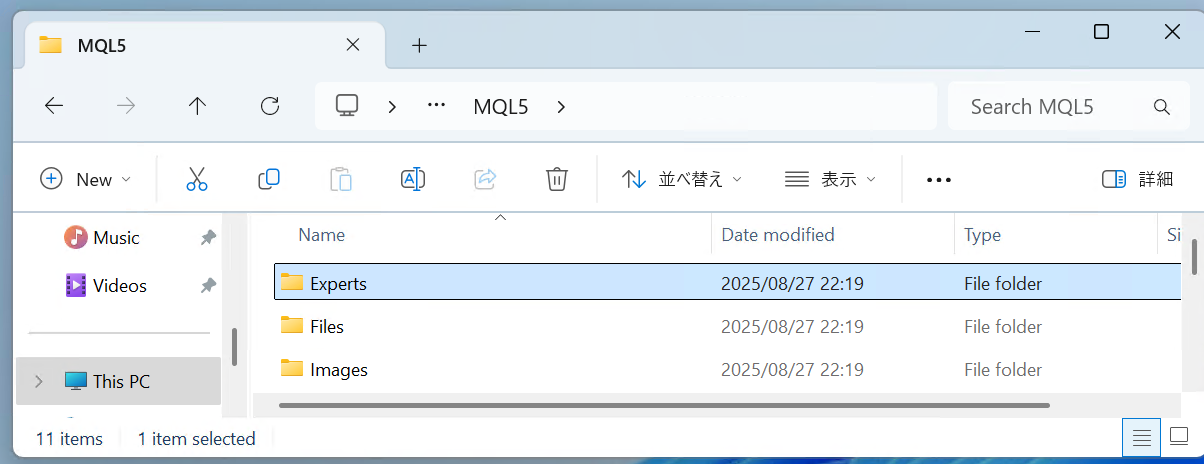 MQL5
MQL5
Search MQL5
New
並べ替え
表示
詳細
Music
Videos
This PC
Name Date modified Type Si
Experts 2025/08/27 22:19 File folder
Files 2025/08/27 22:19 File folder
Images 2025/08/27 22:19 File folder
11 items 1 item selected